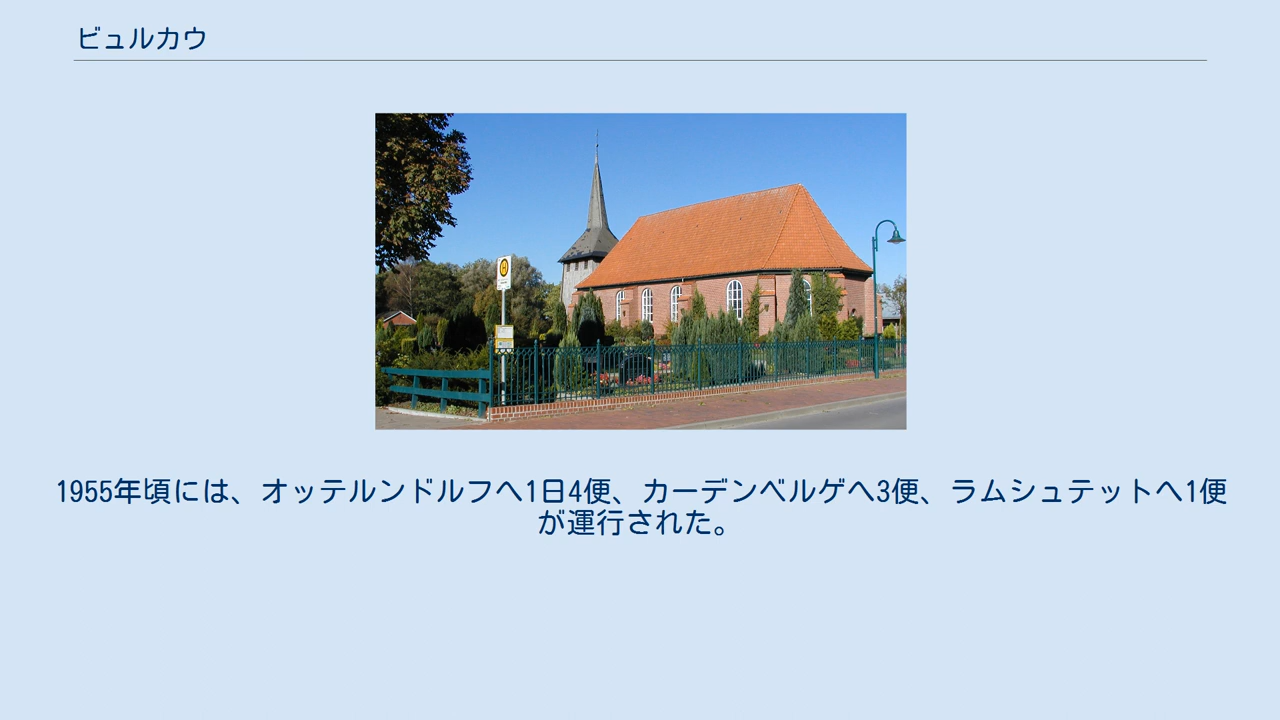 ビュルカウ
1955年頃には、オッテルンドルフへ1日4便、カーデンベルゲへ3便、ラムシュテットへ1便
が運行された。